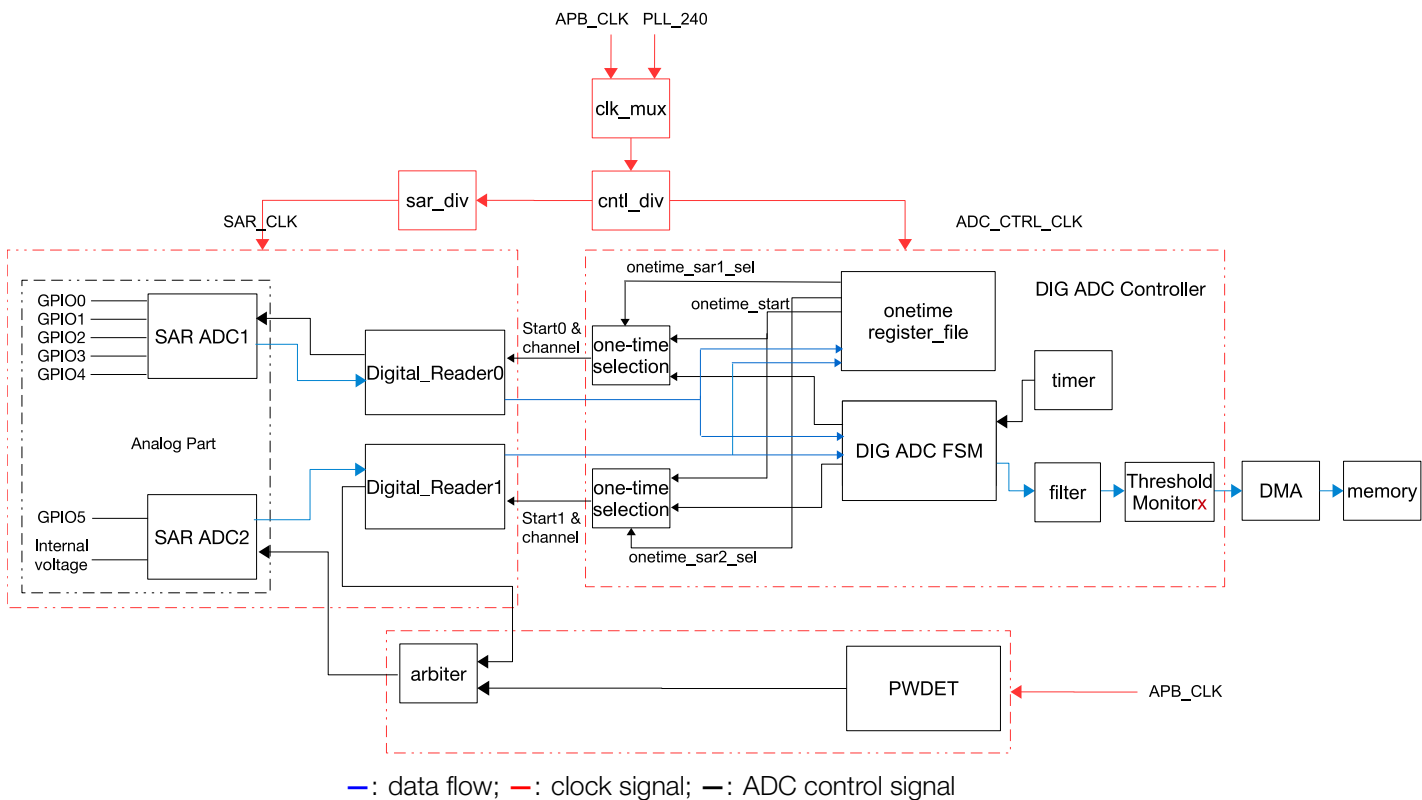 APB_CLK PLL_240
clk_mux
sar_div
cntl_div
SAR_CLK
ADC_CTRL_CLK
GPIO0
GPIO1
GPIO2
GPIO3
GPIO4
SAR ADC1
Analog Part
GPIO5
Internal
voltage
SAR ADC2
Digital_Reader0
Digital_Reader1
Start0 &
channel
Start1 &
channel
onetime_sar1_sel
onetime_start
one-time
selection
one-time
selection
onetime_sar2_sel
onetime
register_file
DIG ADC Controller
timer
DIG ADC FSM
filter
Threshold
Monitorx
DMA
memory
arbiter
PWDET
APB_CLK
: data flow; : clock signal; : ADC control signal